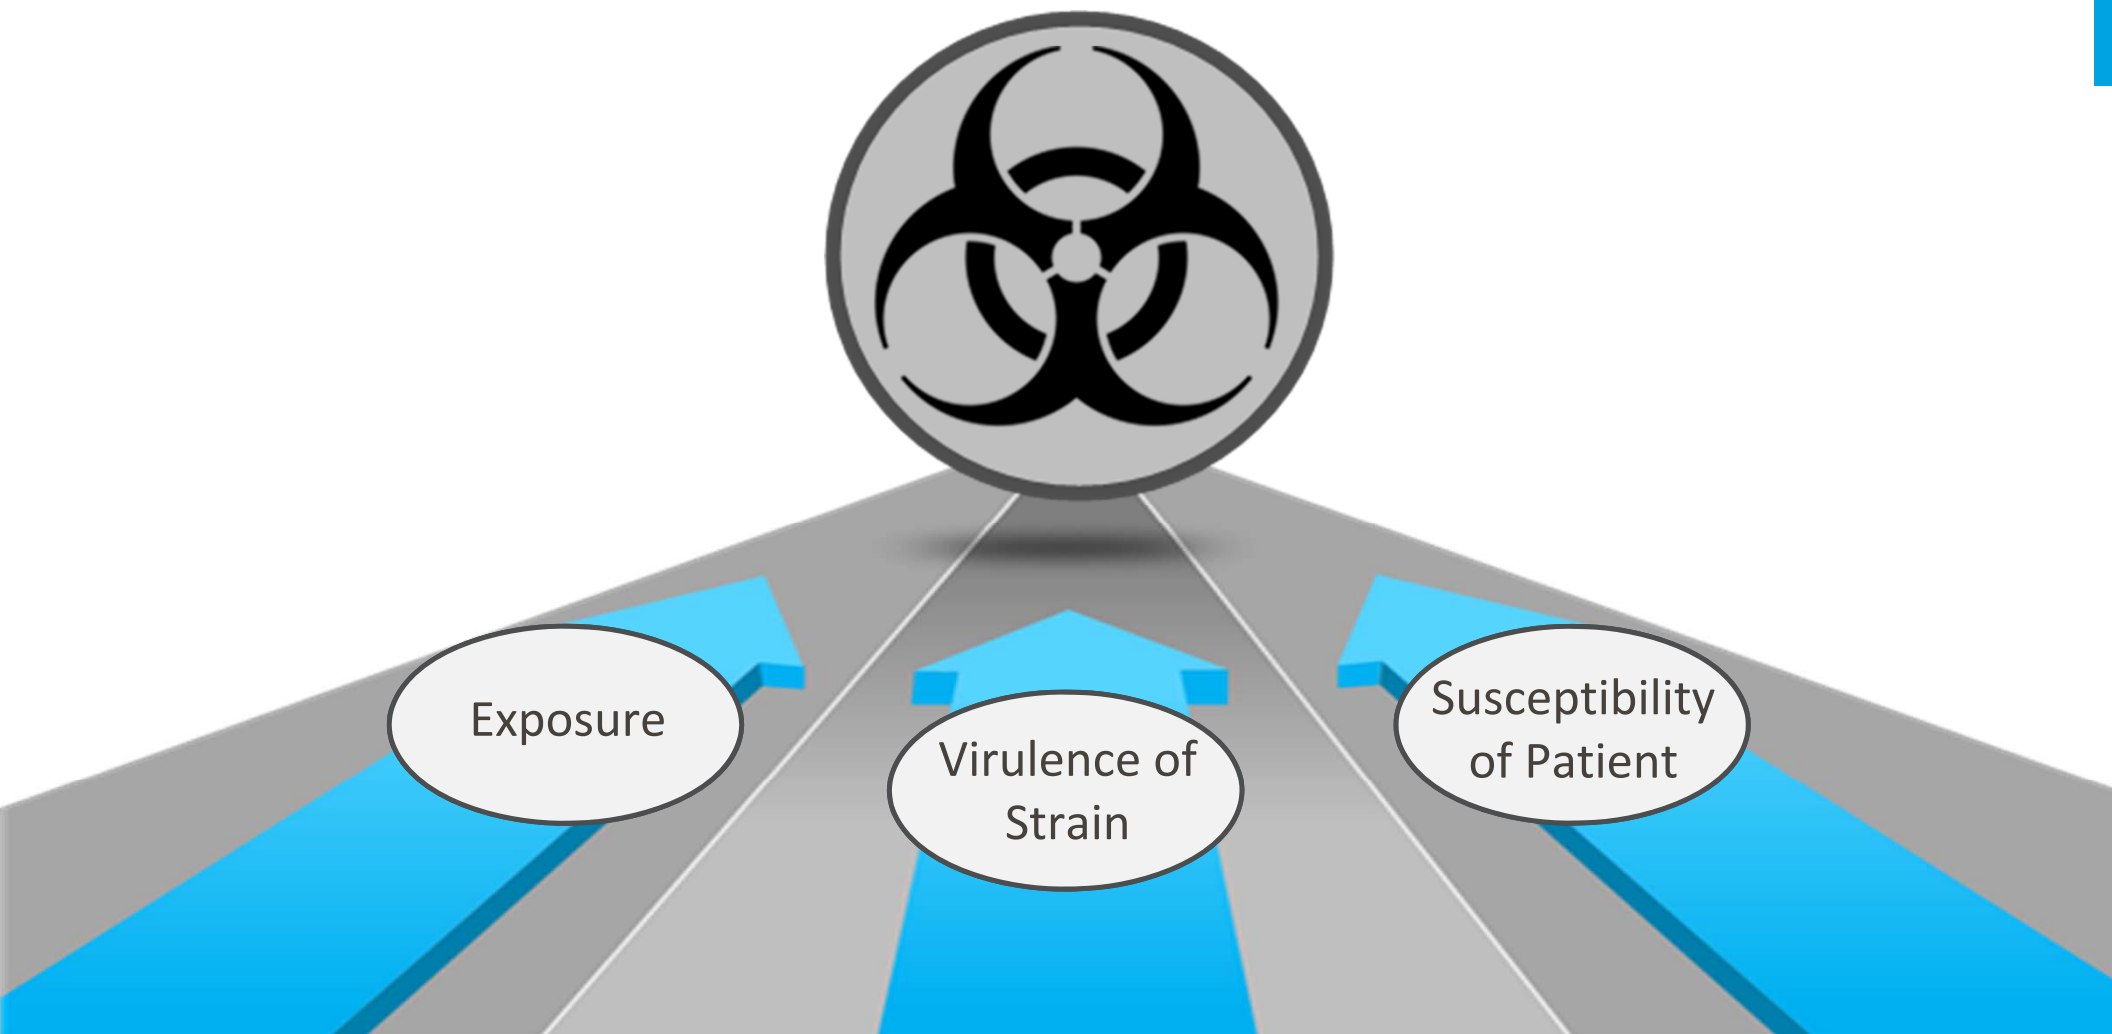 Exposure
Virulence of
Strain
Susceptibility
of Patient